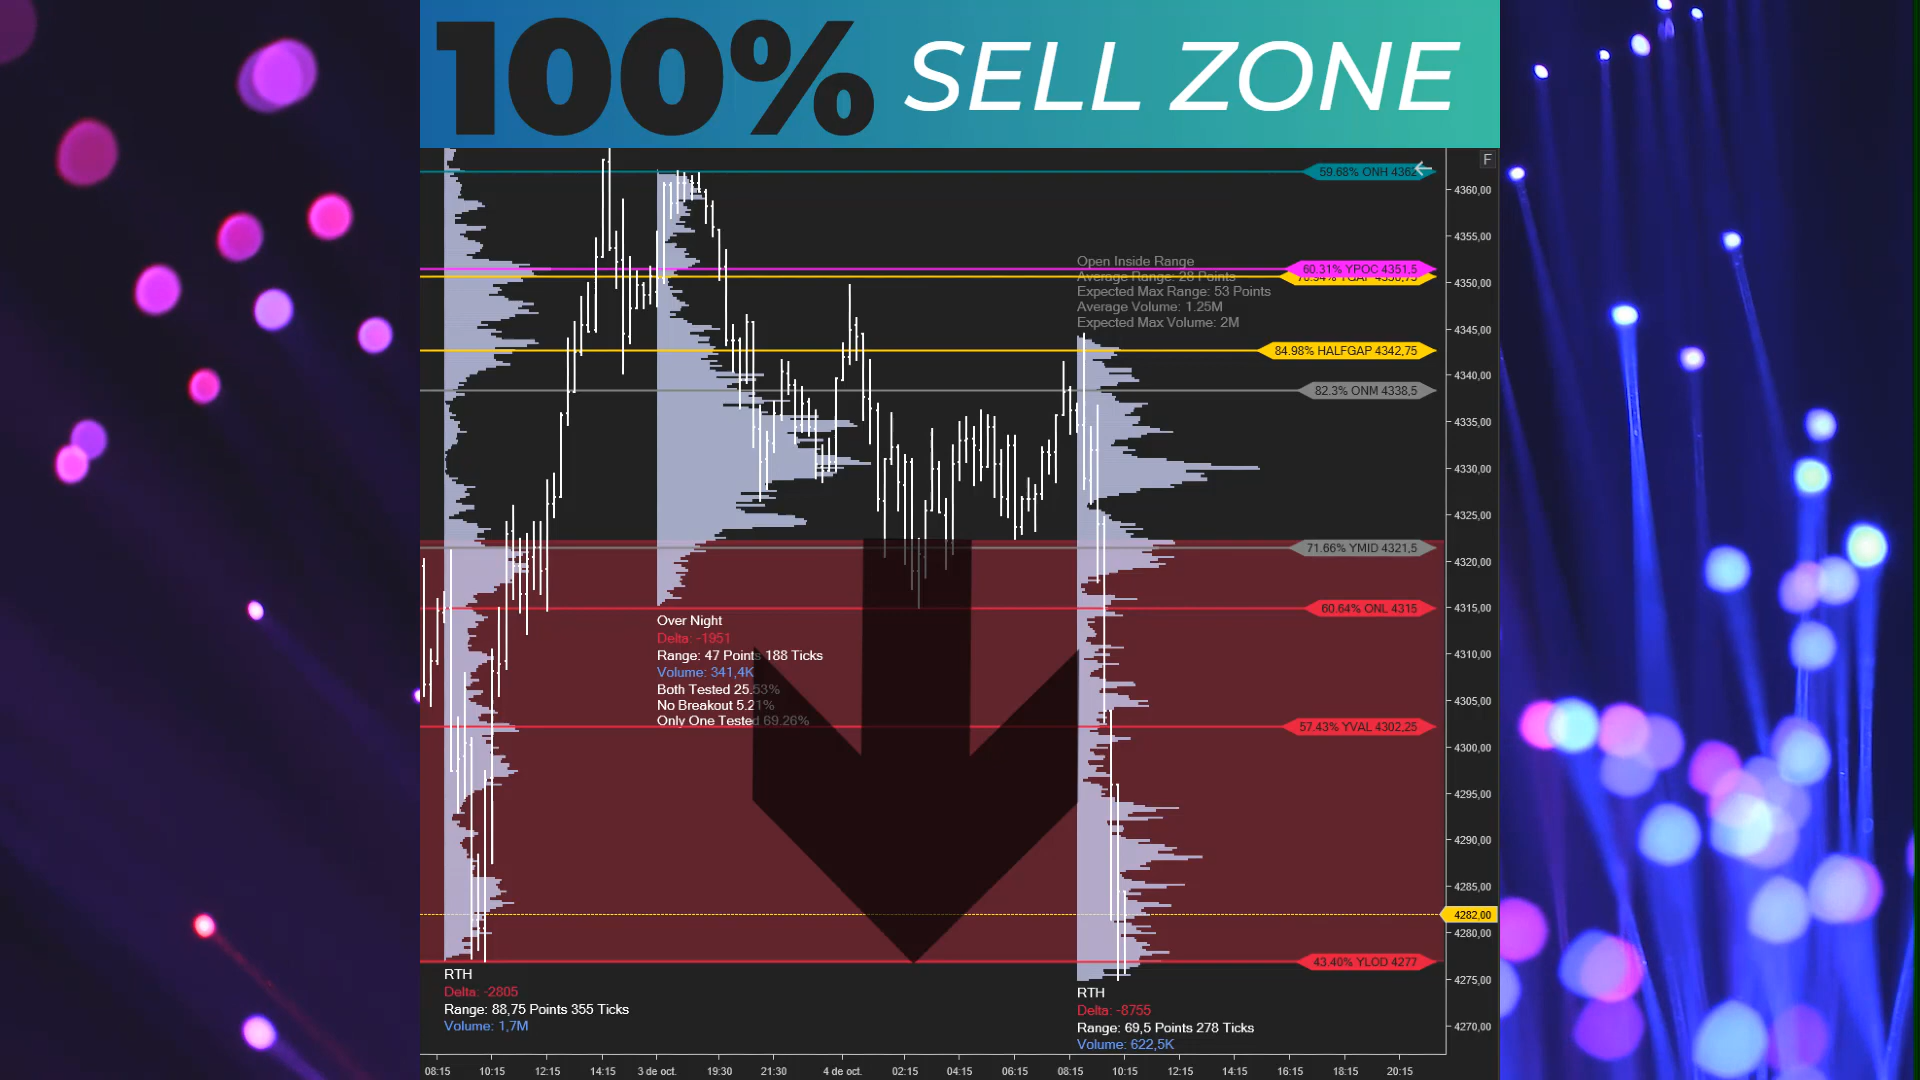 100% SELL ZONE
F
59.68% ONH 4362
4360,00
4355,00
Open Inside Range
60.31% YPOC 4351,5
Average Range: 28 Points
4350,00
Expected Max Range: 53 Points
Average Volume: 1.25M
Expected Max Volume: 2M
4345,00
84.98% HALFGAP 4342,75
4340,00
82.3% ONM 4338,5
4335,00
4330,00
4325,00
71.66% YMID 4321,5
4320,00
60.64% ONL 4315
4315,00
Over Night
Delta: -1951
Range: 47 Points 188 Ticks
4310,00
Volume: 341,4K
Both Tested 25.53%
No Breakout 5.21%
Only One Tested 69.26%
4305,00
57.43% YVAL 4302,25
4300,00
4295,00
4290,00
4285,00
4282,00
4280,00
43.40% YLOD 4277
4275,00
RTH
Delta: -2805
Range: 88,75 Points 355 Ticks
Volume: 1,7M
RTH
Delta: -8755
Range: 69,5 Points 278 Ticks
Volume: 622,5K
4270,00
08:15 10:15 12:15 14:15 3 de oct. 19:30 21:30 4 de oct. 02:15 04:15 06:15 08:15 10:15 12:15 14:15 16:15 18:15 20:15